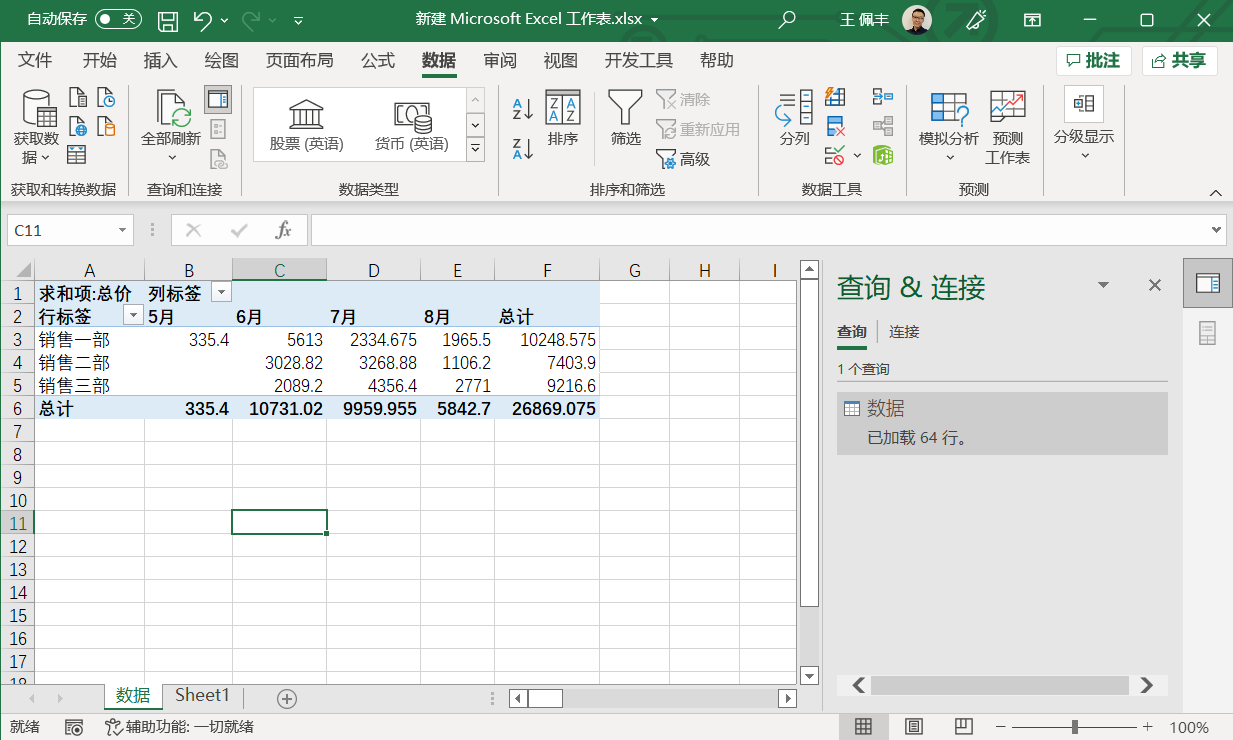 自动保存 关 新建 Microsoft Excel 工作表.xlsx 王 佩丰
文件 开始 插入 绘图 页面布局 公式 数据 审阅 视图 开发工具 帮助 批注 共享
获取数据 全部刷新 股票 (英语) 货币 (英语) 排序 筛选 清除 重新应用 高级 分列 模拟分析 预测工作表 分级显示
获取和转换数据 查询和连接 数据类型 排序和筛选 数据工具 预测
C11 fx
A B C D E F G H I
1 求和项:总价 列标签
2 行标签 5月 6月 7月 8月 总计
3 销售一部 335.4 5613 2334.675 1965.5 10248.575
4 销售二部 3028.82 3268.88 1106.2 7403.9
5 销售三部 2089.2 4356.4 2771 9216.6
6 总计 335.4 10731.02 9959.955 5842.7 26869.075
7
8
9
10
11
12
13
14
15
16
17
18
查询 & 连接
查询 连接
1 个查询
数据
已加载 64 行。
数据 Sheet1
就绪 辅助功能: 一切就绪 100%